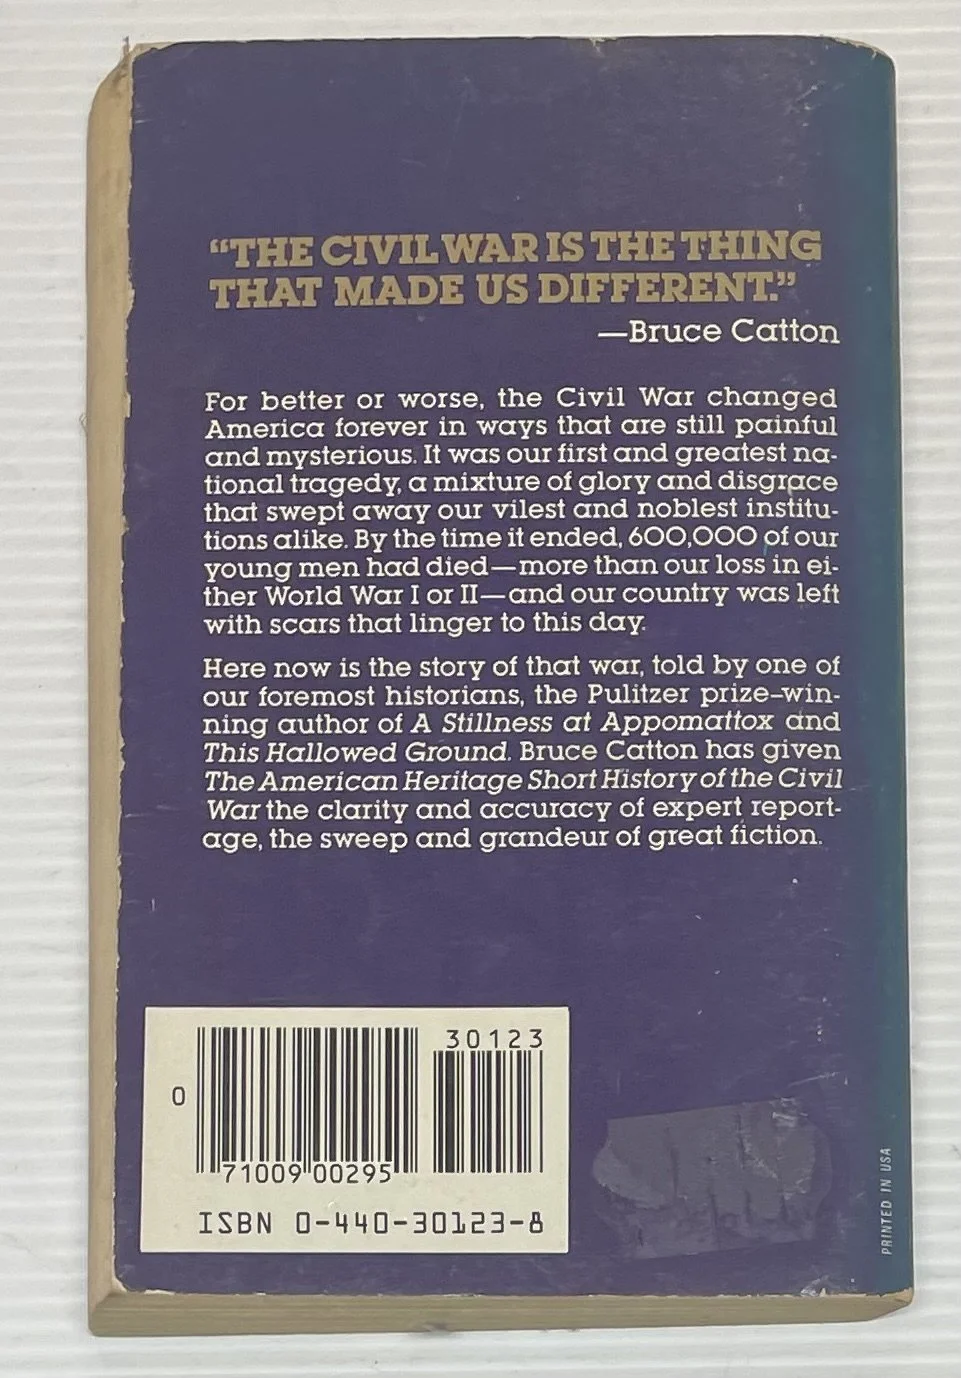 “THE CIVIL WAR IS THE THING
THAT MADE US DIFFERENT.”
—Bruce Catton
For better or worse, the Civil War changed
America forever in ways that are still painful
and mysterious. It was our first and greatest na-
tional tragedy, a mixture of glory and disgrace
that swept away our vilest and noblest institu-
tions alike. By the time it ended, 600,000 of our
young men had died—more than our loss in ei-
ther World War I or II—and our country was left
with scars that linger to this day.
Here now is the story of that war, told by one of
our foremost historians, the Pulitzer prize-win-
ning author of A Stillness at Appomattox and
This Hallowed Ground. Bruce Catton has given
The American Heritage Short History of the Civil
War the clarity and accuracy of expert report-
age, the sweep and grandeur of great fiction.
30123
0
71009 00295
ISBN 0-440-30123-8
PRINTED IN USA